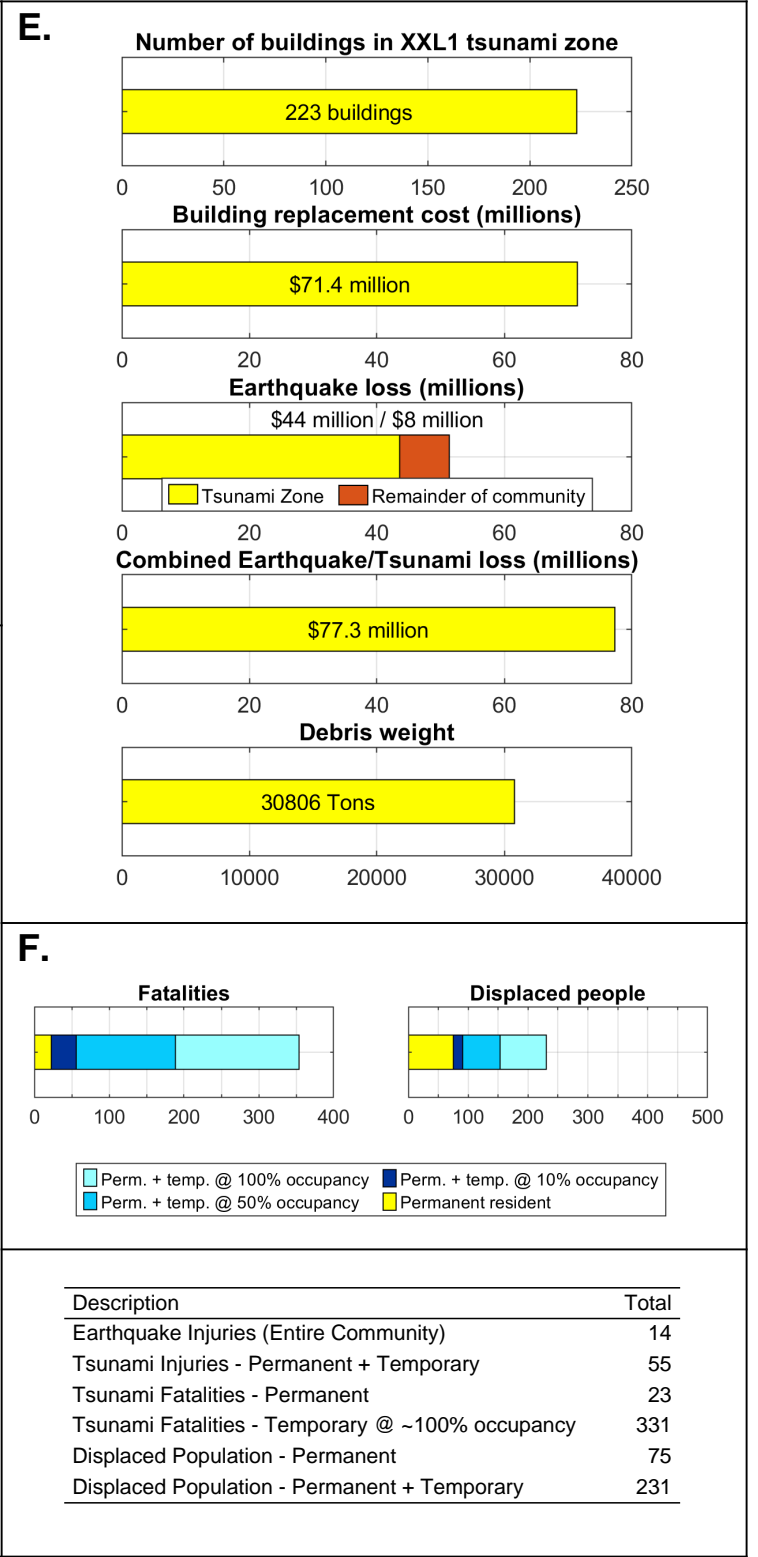 E.
Number of buildings in XXL1 tsunami zone
223 buildings
0 50 100 150 200 250
Building replacement cost (millions)
$71.4 million
0 20 40 60 80
Earthquake loss (millions)
$44 million / $8 million
Tsunami Zone Remainder of community
0 20 40 60 80
Combined Earthquake/Tsunami loss (millions)
$77.3 million
0 20 40 60 80
Debris weight
30806 Tons
0 10000 20000 30000 40000
F.
Fatalities Displaced people
0 100 200 300 400 0 100 200 300 400 500
Perm. + temp. @ 100% occupancy Perm. + temp. @ 10% occupancy
Perm. + temp. @ 50% occupancy Permanent resident
Description Total
Earthquake Injuries (Entire Community) 14
Tsunami Injuries - Permanent + Temporary 55
Tsunami Fatalities - Permanent 23
Tsunami Fatalities - Temporary @ ~100% occupancy 331
Displaced Population - Permanent 75
Displaced Population - Permanent + Temporary 231